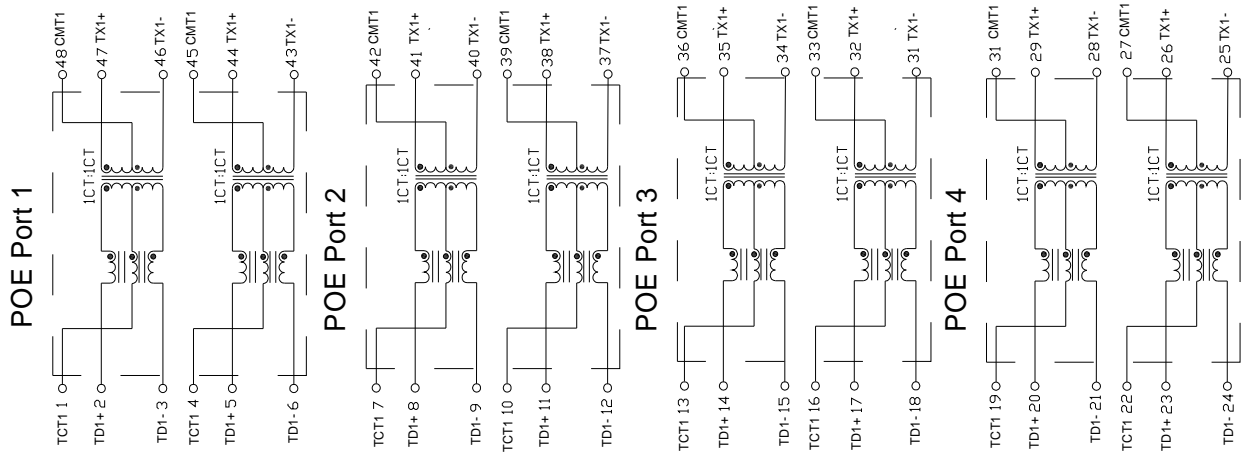 48 CMT1
47 TX1+
46 TX1-
45 CMT1
44 TX1+
43 TX1-
42 CMT1
41 TX1+
40 TX1-
39 CMT1
38 TX1+
37 TX1-
36 CMT1
35 TX1+
34 TX1-
33 CMT1
32 TX1+
31 TX1-
31 CMT1
29 TX1+
28 TX1-
27 CMT1
26 TX1+
25 TX1-
POE Port 1
1CT:1CT
1CT:1CT
POE Port 2
1CT:1CT
1CT:1CT
POE Port 3
1CT:1CT
1CT:1CT
POE Port 4
1CT:1CT
1CT:1CT
TCT1 1
TD1+ 2
TD1- 3
TCT1 4
TD1+ 5
TD1- 6
TCT1 7
TD1+ 8
TD1- 9
TCT1 10
TD1+ 11
TD1- 12
TCT1 13
TD1+ 14
TD1- 15
TCT1 16
TD1+ 17
TD1- 18
TCT1 19
TD1+ 20
TD1- 21
TCT1 22
TD1+ 23
TD1- 24